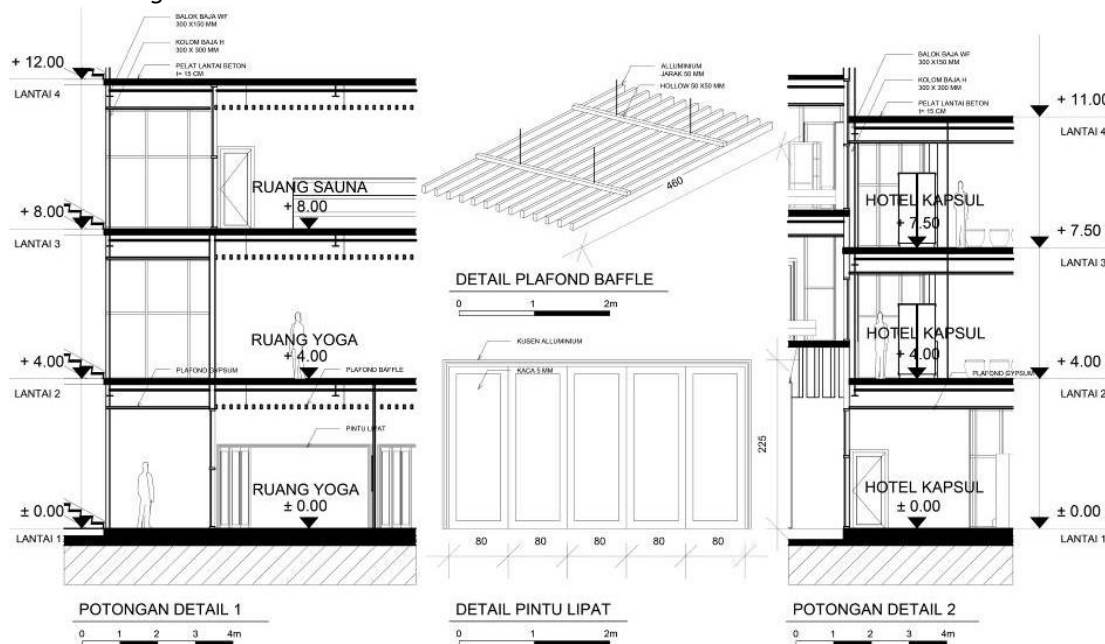 BALOK BAJA WF
300 X150 MM
KOLOM BAJA H
300 X 300 MM
PELAT LANTAI BETON
t= 15 CM
+ 12.00
LANTAI 4
RUANG SAUNA
+ 8.00
+ 8.00
LANTAI 3
RUANG YOGA
+ 4.00
+ 4.00
PLAFOND GYPSUM
PLAFOND BAFFLE
LANTAI 2
PINTU LIPAT
RUANG YOGA
± 0.00
± 0.00
LANTAI 1
POTONGAN DETAIL 1
0 1 2 3 4m
ALLUMINIUM
JARAK 50 MM
HOLLOW 50 X50 MM
460
DETAIL PLAFOND BAFFLE
0 1 2m
KUSEN ALLUMINIUM
KACA 5 MM
225
80 80 80 80 80
DETAIL PINTU LIPAT
0 1 2m
BALOK BAJA WF
300 X150 MM
KOLOM BAJA H
300 X 300 MM
PELAT LANTAI BETON
t= 15 CM
+ 11.00
LANTAI 4
HOTEL KAPSUL
+ 7.50
+ 7.50
LANTAI 3
HOTEL KAPSUL
+ 4.00
+ 4.00
PLAFOND GYPSUM
LANTAI 2
HOTEL KAPSUL
± 0.00
± 0.00
LANTAI 1
POTONGAN DETAIL 2
0 1 2 3 4m